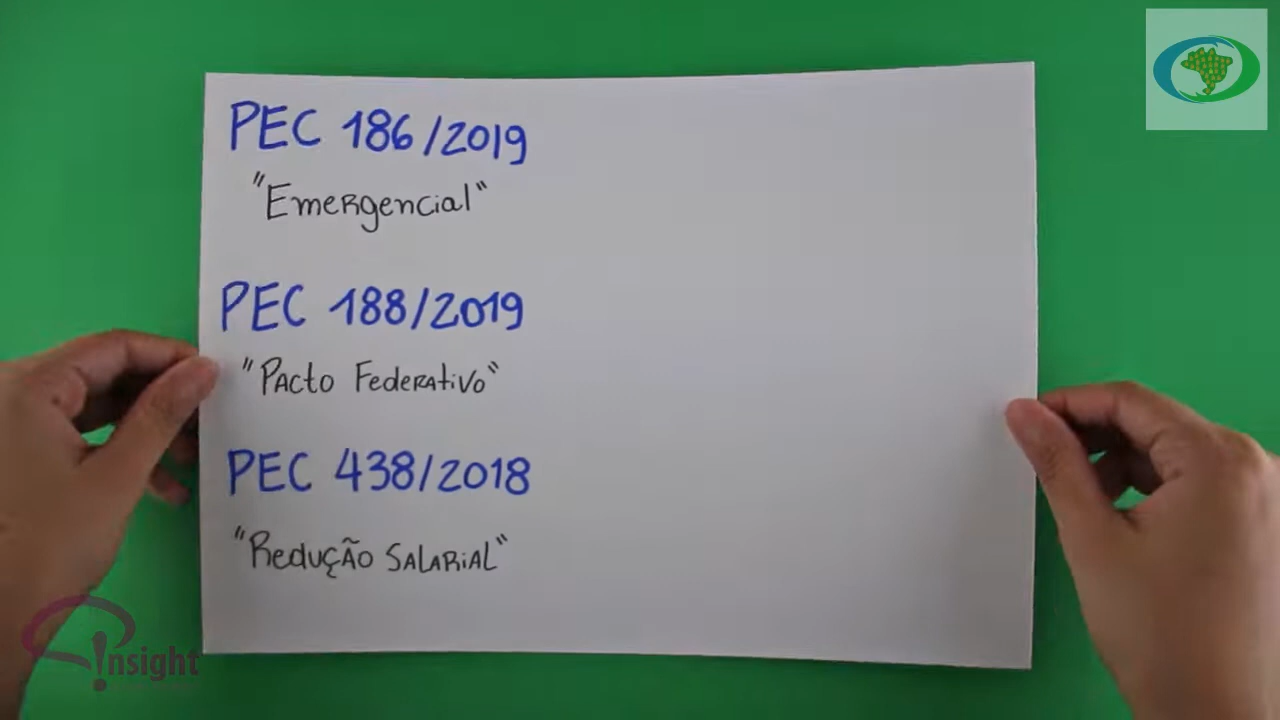 PEC 186/2019
"Emergencial"
PEC 188/2019
"Pacto Federativo"
PEC 438/2018
"Redução Salarial"
insight